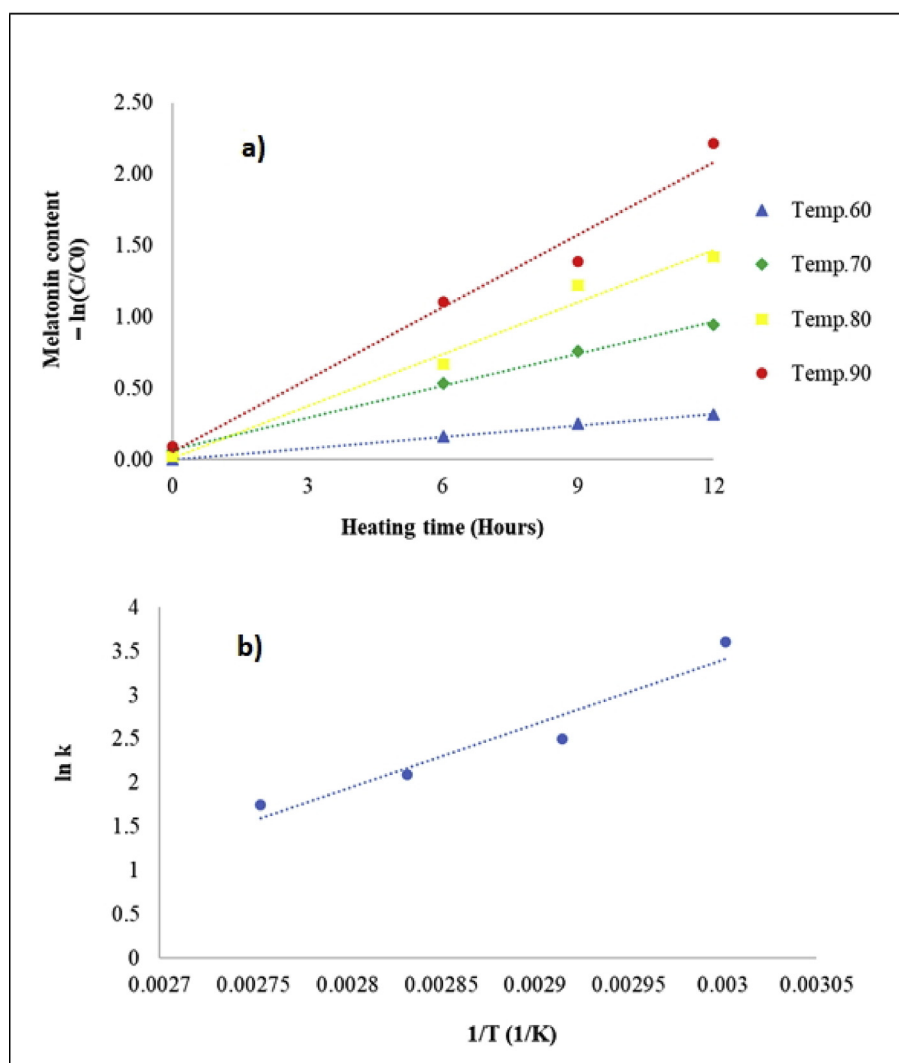 a)
2.50
2.00
1.50
1.00
0.50
0.00
Melatonin content
– ln(C/C0)
0 3 6 9 12
Heating time (Hours)
Temp.60
Temp.70
Temp.80
Temp.90
b)
4
3.5
3
2.5
2
1.5
1
0.5
0
ln k
0.0027 0.00275 0.0028 0.00285 0.0029 0.00295 0.003 0.00305
1/T (1/K)